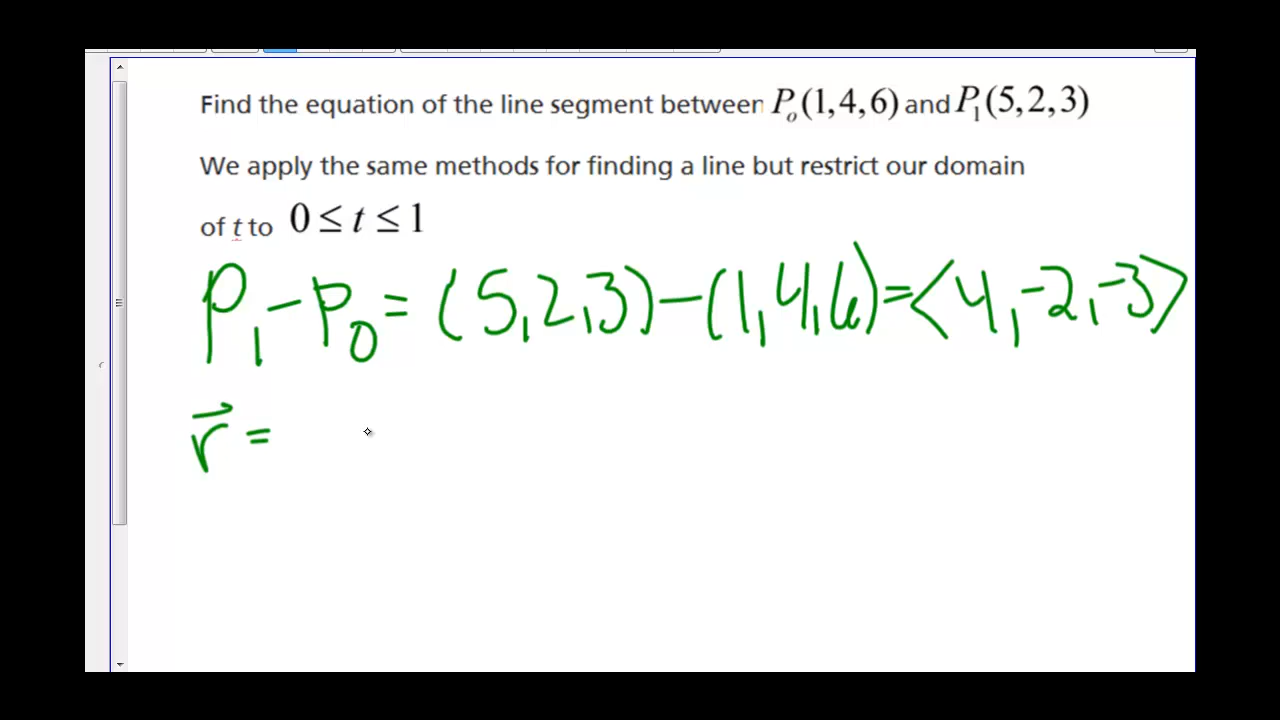 Find the equation of the line segment between P₀(1,4,6) and P₁(5,2,3)
We apply the same methods for finding a line but restrict our domain
of t to 0 ≤ t ≤ 1
P₁ − P₀ = (5,2,3) − (1,4,6) = ⟨4,−2,−3⟩
r⃗ =